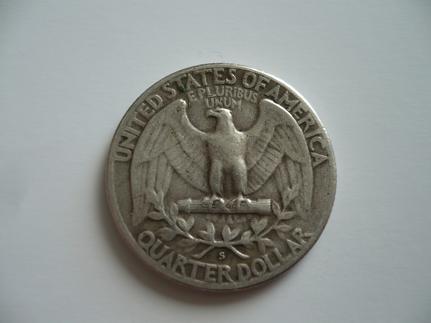 UNITED STATES OF AMERICA
E PLURIBUS
UNUM
S
QUARTER DOLLAR